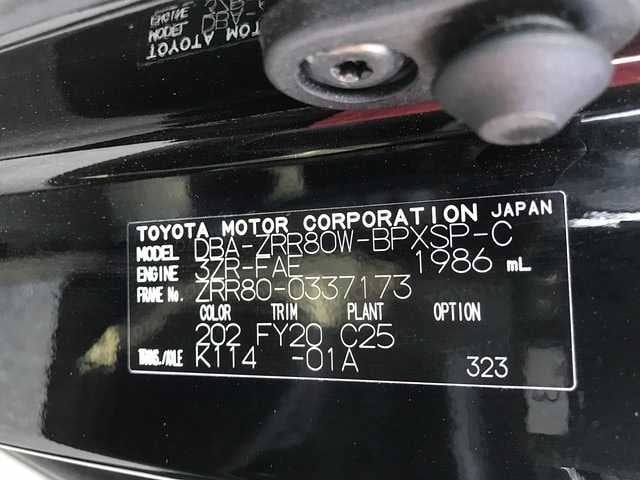 TOYOTA MOTOR CORPORATION JAPAN
MODEL DBA-ZRR80W-BPXSP-C
ENGINE 3ZR-FAE 1986 mL
FRAME No. ZRR80-0337173
COLOR TRIM PLANT OPTION
202 FY20 C25
TRANS./AXLE K114 -01A 323